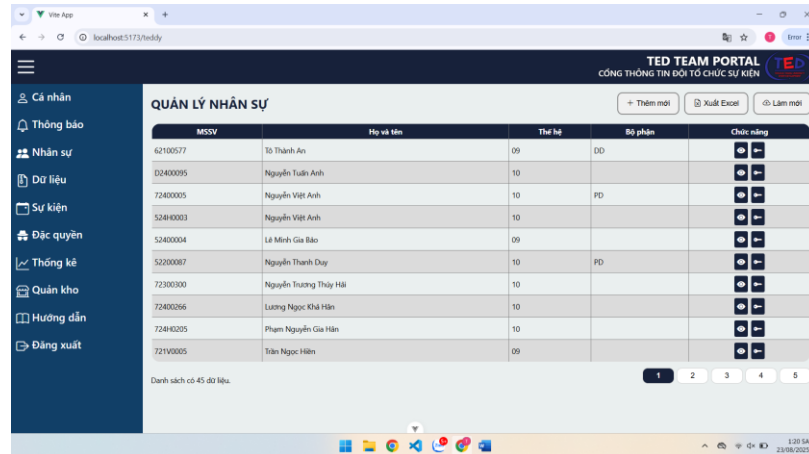 Vite App
localhost:5173/teddy
Error
TED TEAM PORTAL
CỔNG THÔNG TIN ĐỘI TỔ CHỨC SỰ KIỆN
TED
Cá nhân
Thông báo
Nhân sự
Dữ liệu
Sự kiện
Đặc quyền
Thống kê
Quán kho
Hướng dẫn
Đăng xuất
QUẢN LÝ NHÂN SỰ
Thêm mới
Xuất Excel
Làm mới
MSSV Họ và tên Thế hệ Bộ phận Chức năng
62100577 Tô Thành An 09 DD
D2400095 Nguyễn Tuấn Anh 10
72400005 Nguyễn Việt Anh 10 PD
524H0003 Nguyễn Việt Anh 10
52400004 Lê Minh Gia Bảo 09
52200087 Nguyễn Thanh Duy 10 PD
72300300 Nguyễn Trương Thúy Hải 10
72400266 Lương Ngọc Khả Hân 10
724H0205 Phạm Nguyễn Gia Hân 10
721V0005 Trần Ngọc Hiền 09
Danh sách có 45 dữ liệu.
1 2 3 4 5
1:20 SA
23/08/2025